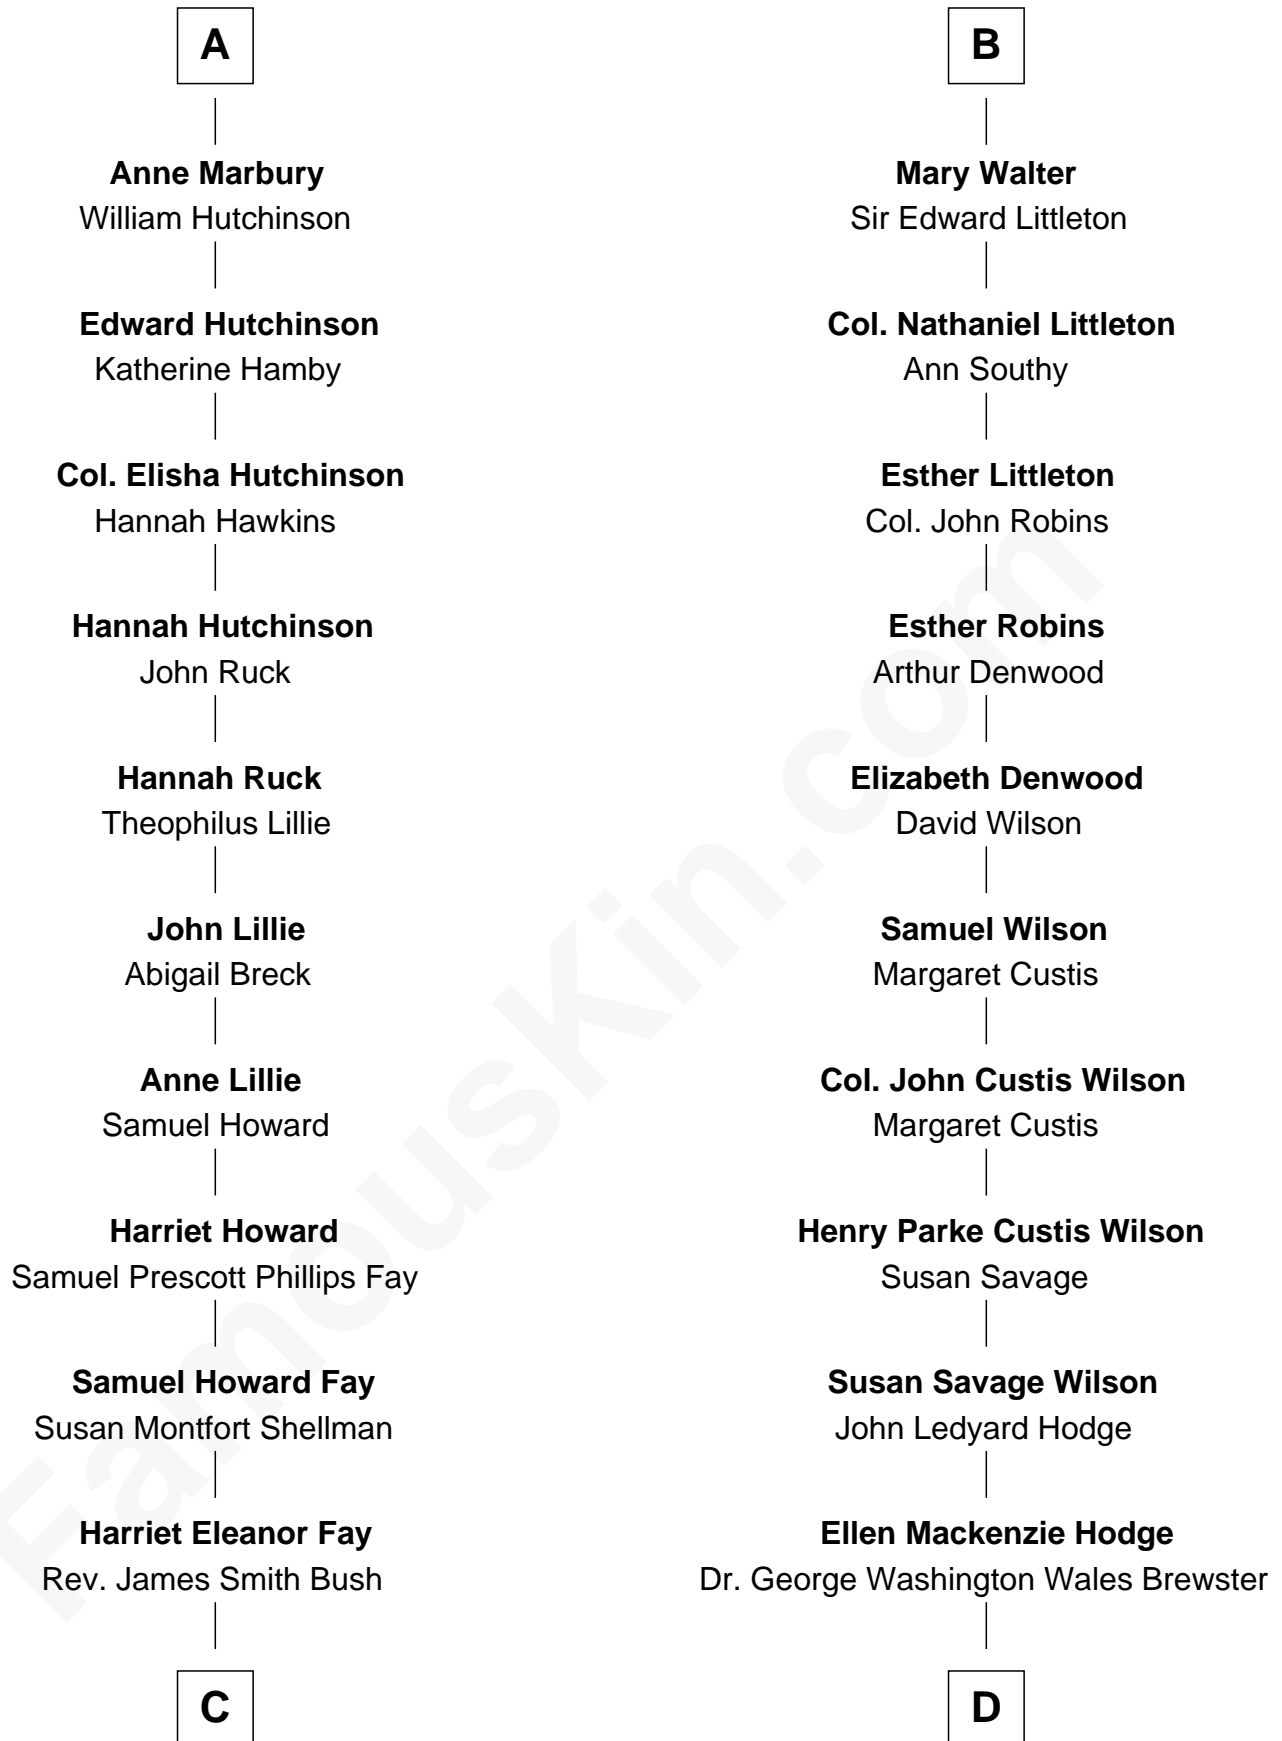 A
Anne Marbury
William Hutchinson
Edward Hutchinson
Katherine Hamby
Col. Elisha Hutchinson
Hannah Hawkins
Hannah Hutchinson
John Ruck
Hannah Ruck
Theophilus Lillie
John Lillie
Abigail Breck
Anne Lillie
Samuel Howard
Harriet Howard
Samuel Prescott Phillips Fay
Samuel Howard Fay
Susan Montfort Shellman
Harriet Eleanor Fay
Rev. James Smith Bush
C
B
Mary Walter
Sir Edward Littleton
Col. Nathaniel Littleton
Ann Southy
Esther Littleton
Col. John Robins
Esther Robins
Arthur Denwood
Elizabeth Denwood
David Wilson
Samuel Wilson
Margaret Custis
Col. John Custis Wilson
Margaret Custis
Henry Parke Custis Wilson
Susan Savage
Susan Savage Wilson
John Ledyard Hodge
Ellen Mackenzie Hodge
Dr. George Washington Wales Brewster
D
FamousKin.com